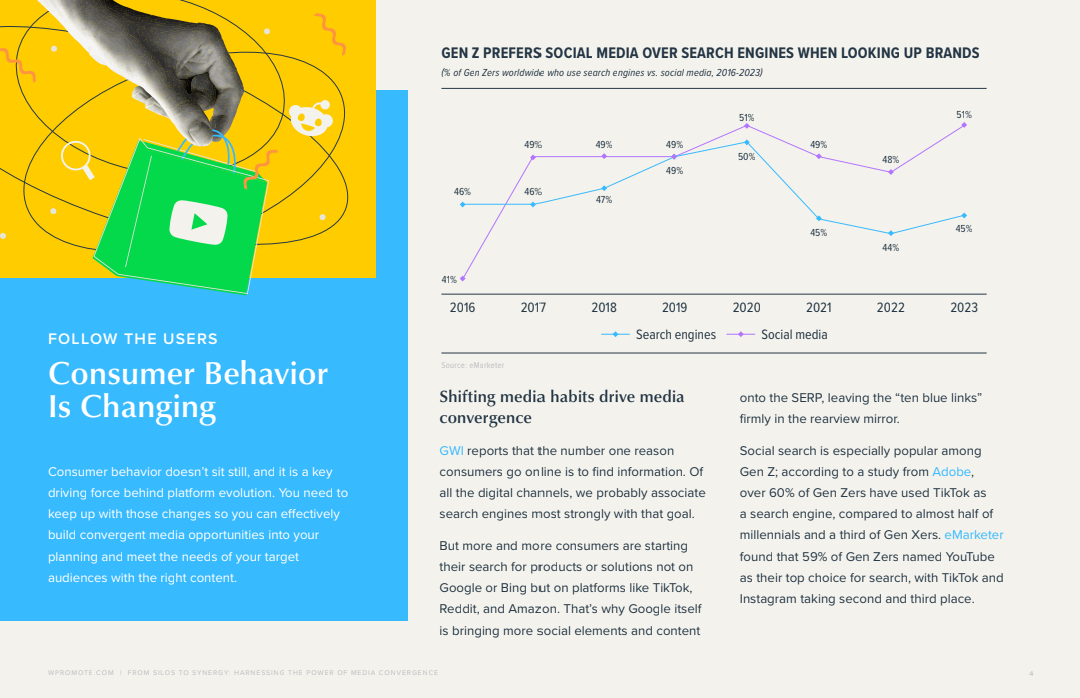 FOLLOW THE USERS
Consumer Behavior
Is Changing
Consumer behavior doesn't sit still, and it is a key
driving force behind platform evolution. You need to
keep up with those changes so you can effectively
build convergent media opportunities into your
planning and meet the needs of your target
audiences with the right content.
GEN Z PREFERS SOCIAL MEDIA OVER SEARCH ENGINES WHEN LOOKING UP BRANDS
(% of Gen Zers worldwide who use search engines vs. social media, 2016-2023)
46% 46% 47% 49% 50% 45% 44% 45%
41% 49% 49% 49% 51% 49% 48% 51%
2016 2017 2018 2019 2020 2021 2022 2023
Search engines Social media
Source: eMarketer
Shifting media habits drive media
convergence
GWI reports that the number one reason
consumers go online is to find information. Of
all the digital channels, we probably associate
search engines most strongly with that goal.
But more and more consumers are starting
their search for products or solutions not on
Google or Bing but on platforms like TikTok,
Reddit, and Amazon. That's why Google itself
is bringing more social elements and content
onto the SERP, leaving the “ten blue links”
firmly in the rearview mirror.
Social search is especially popular among
Gen Z; according to a study from Adobe,
over 60% of Gen Zers have used TikTok as
a search engine, compared to almost half of
millennials and a third of Gen Xers. eMarketer
found that 59% of Gen Zers named YouTube
as their top choice for search, with TikTok and
Instagram taking second and third place.
WPROMOTE.COM / FROM SILOS TO SYNERGY: HARNESSING THE POWER OF MEDIA CONVERGENCE
4